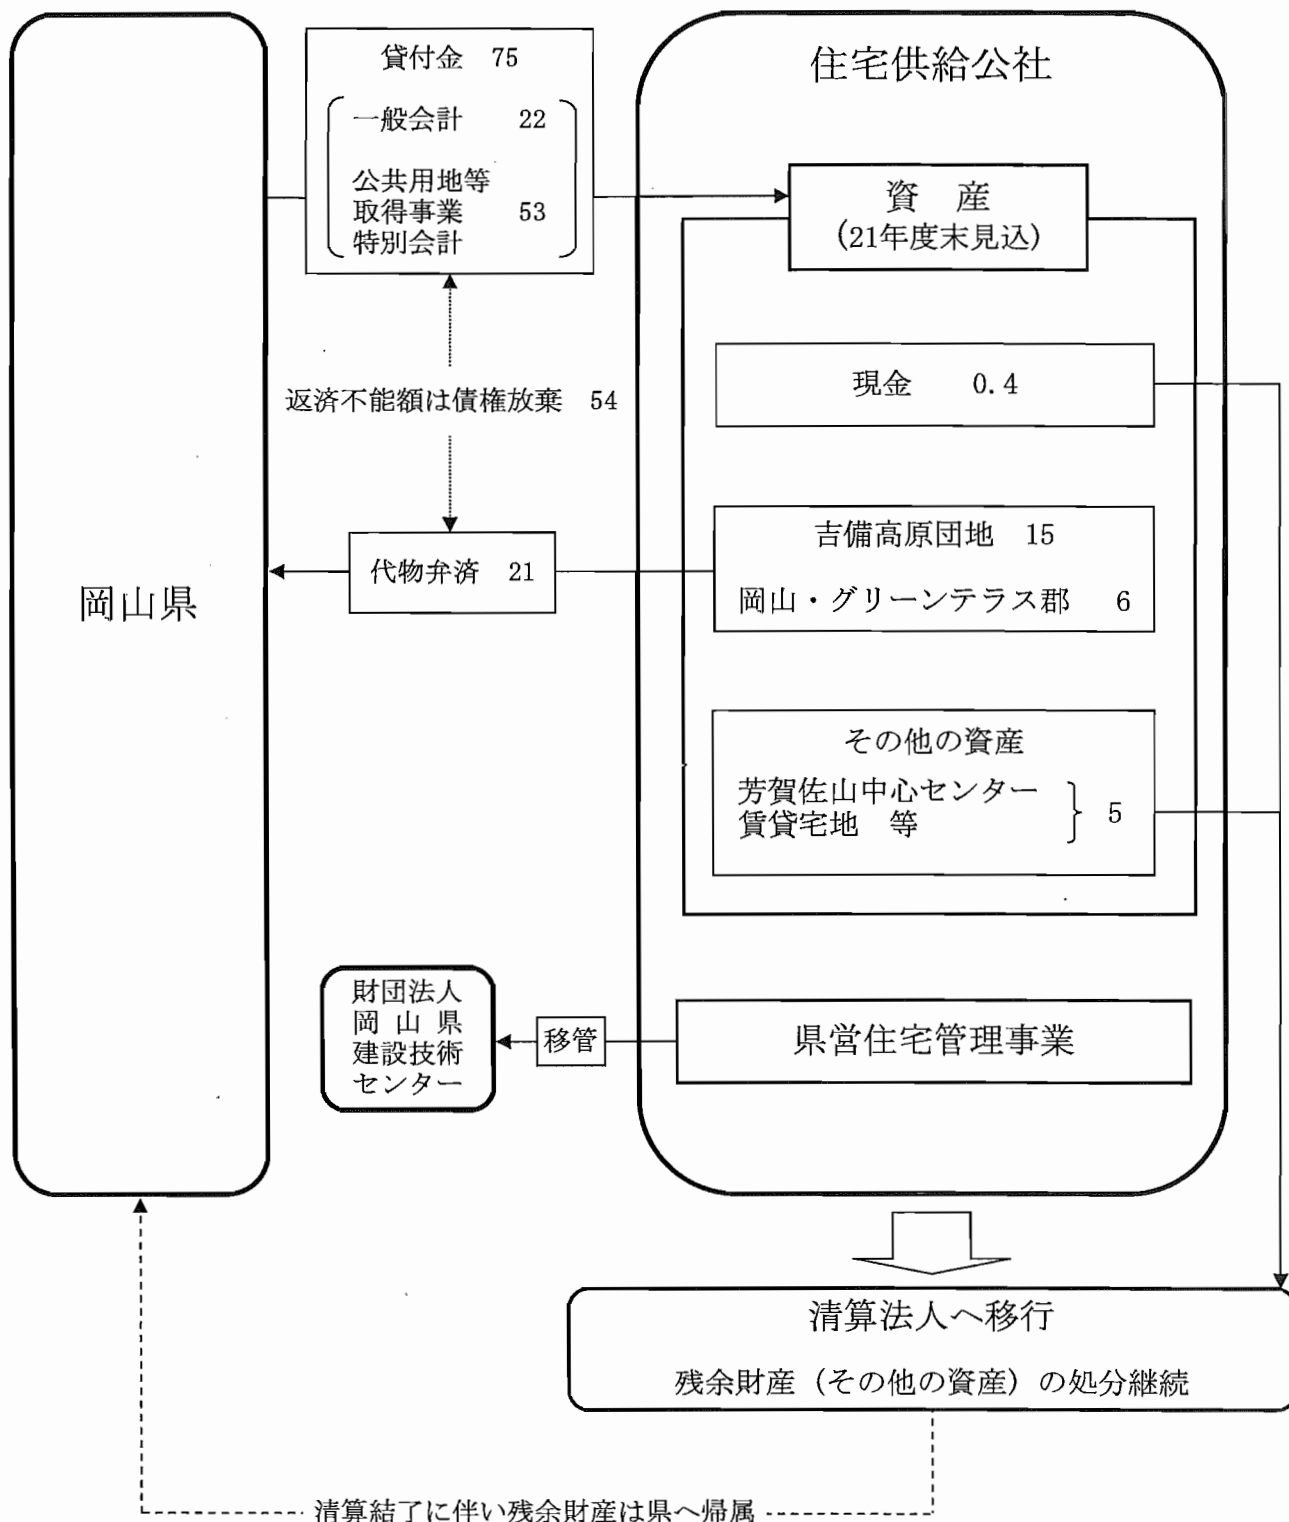 貸付金 75
一般会計 22
公共用地等
取得事業 53
特別会計
返済不能額は債権放棄 54
代物弁済 21
岡山県
住宅供給公社
資 産
(21年度末見込)
現金 0.4
吉備高原団地 15
岡山・グリーンテラス郡 6
その他の資産
芳賀佐山中心センター
賃貸宅地 等
5
財団法人
岡 山 県
建設技術
センター
移管
県営住宅管理事業
清算法人へ移行
残余財産(その他の資産)の処分継続
清算結了に伴い残余財産は県へ帰属